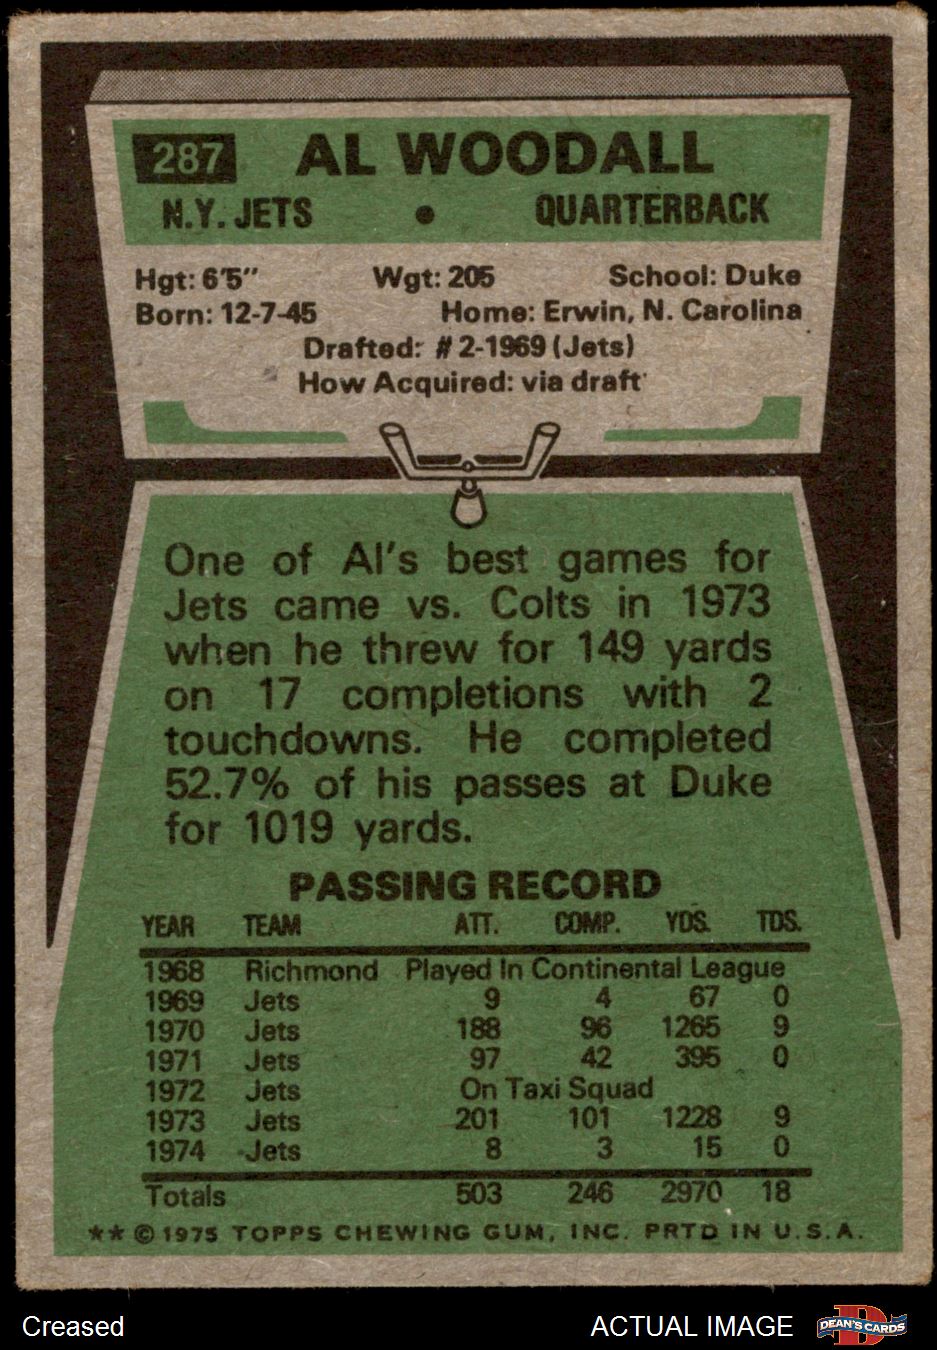 287 AL WOODALL
N.Y. JETS • QUARTERBACK
Hgt: 6'5" Wgt: 205 School: Duke
Born: 12-7-45 Home: Erwin, N. Carolina
Drafted: #2-1969 (Jets)
How Acquired: via draft
One of Al's best games for
Jets came vs. Colts in 1973
when he threw for 149 yards
on 17 completions with 2
touchdowns. He completed
52.7% of his passes at Duke
for 1019 yards.
PASSING RECORD
YEAR TEAM ATT. COMP. YDS. TDS.
1968 Richmond Played In Continental League
1969 Jets 9 4 67 0
1970 Jets 188 96 1265 9
1971 Jets 97 42 395 0
1972 Jets On Taxi Squad
1973 Jets 201 101 1228 9
1974 Jets 8 3 15 0
Totals 503 246 2970 18
★★ © 1975 TOPPS CHEWING GUM, INC. PRTD IN U.S.A.
Creased ACTUAL IMAGE D DEAN'S CARDS